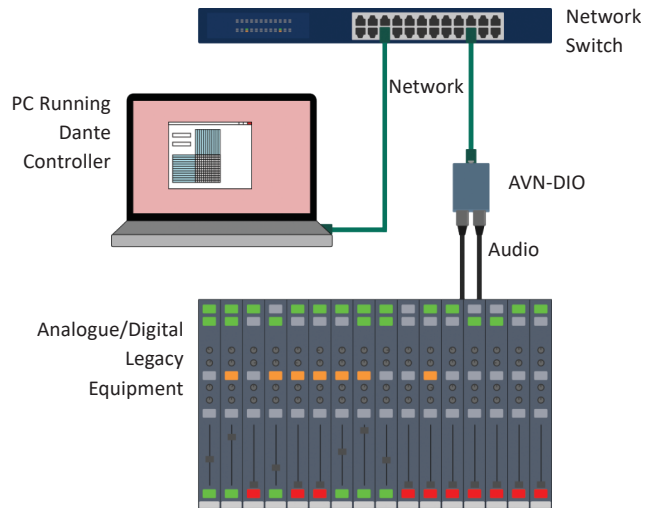 Network
Switch
Network
PC Running
Dante
Controller
AVN-DIO
Audio
Analogue/Digital
Legacy
Equipment